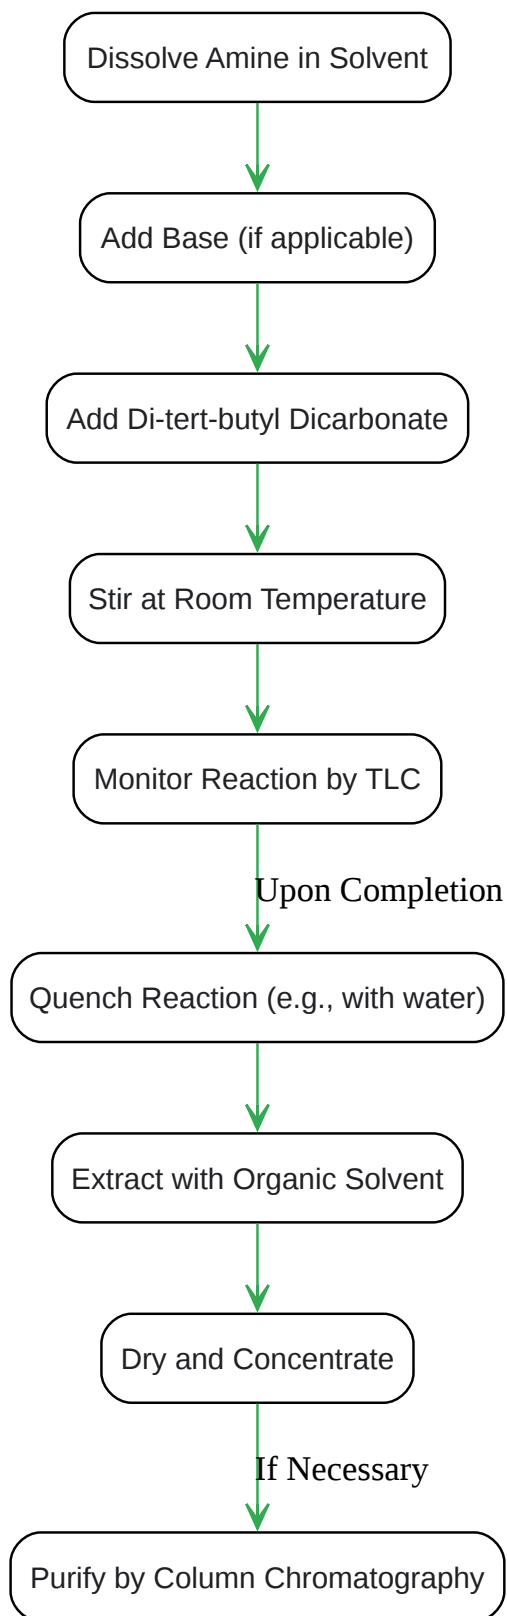 Dissolve Amine in Solvent
Add Base (if applicable)
Add Di-tert-butyl Dicarbonate
Stir at Room Temperature
Monitor Reaction by TLC
Upon Completion
Quench Reaction (e.g., with water)
Extract with Organic Solvent
Dry and Concentrate
If Necessary
Purify by Column Chromatography